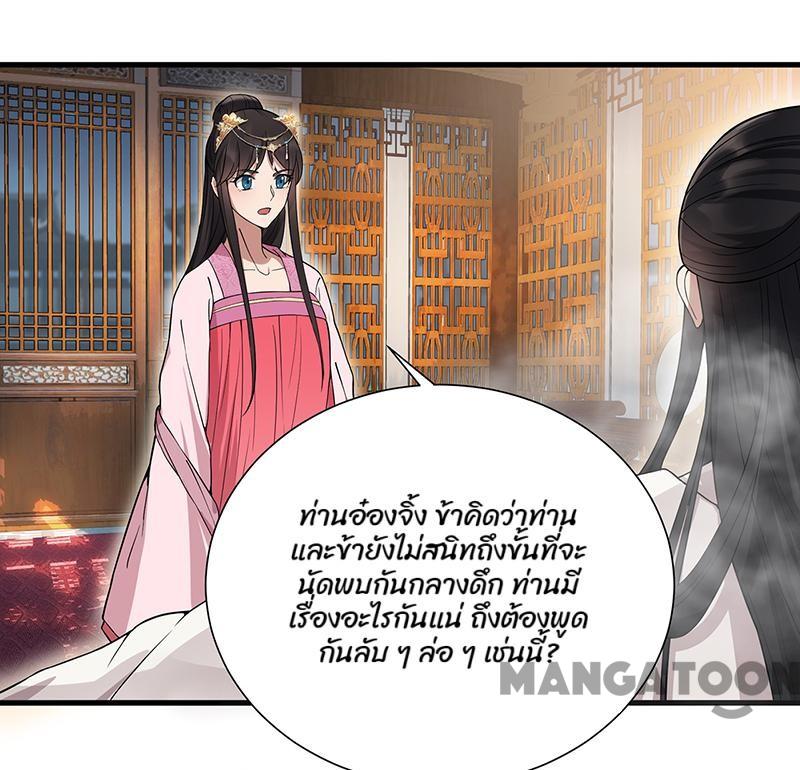 ท่านอ๋องจิ้ง ข้าคิดว่าท่าน
และข้ายังไม่สนิทถึงขั้นที่จะ
นัดพบกันกลางดึก ท่านมี
เรื่องอะไรกันแน่ ถึงต้องพูด
กันลับ ๆ ล่อ ๆ เช่นนี้?
MANGATOON